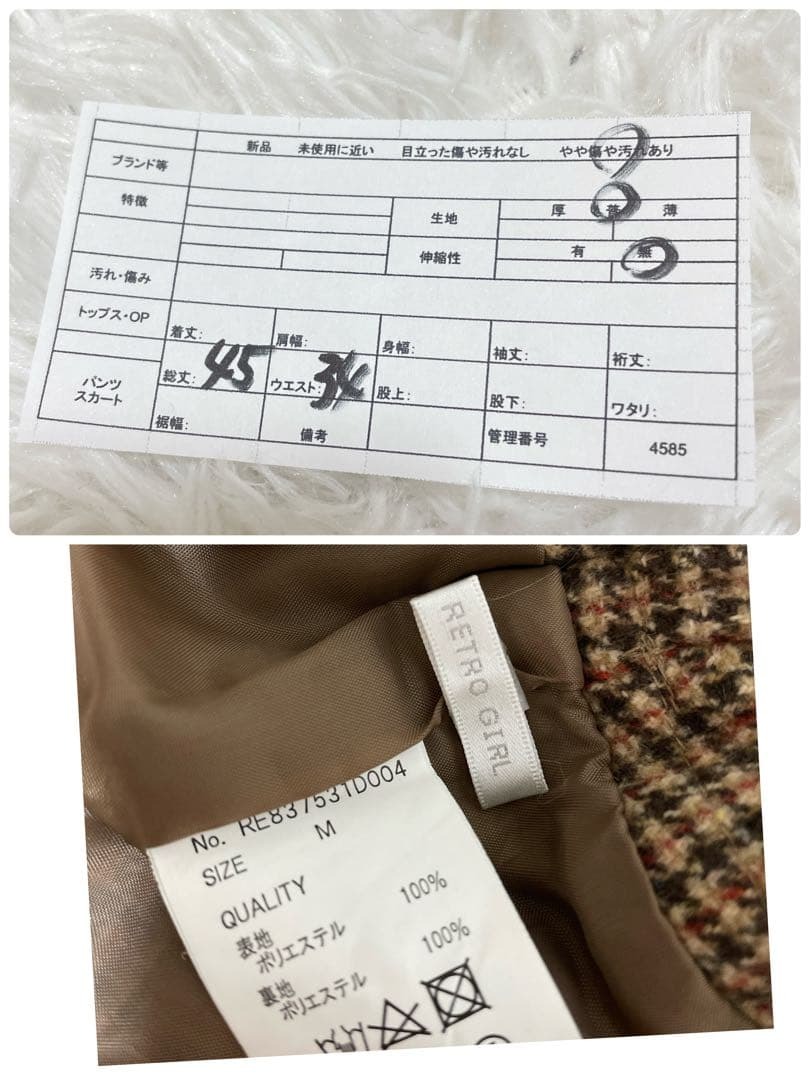 新品 未使用に近い 目立った傷や汚れなし やや傷や汚れあり
ブランド等
特徴
生地 厚 普 薄
伸縮性 有 無
汚れ・傷み
トップス・OP
着丈: 肩幅: 身幅: 袖丈: 裄丈:
パンツ
スカート
総丈: 45 ウエスト: 34 股上: 股下: ワタリ:
裾幅: 備考 管理番号 4585
RETRO GIRL
No. RE837531D004
SIZE M
QUALITY
表地
ポリエステル 100%
裏地
ポリエステル 100%